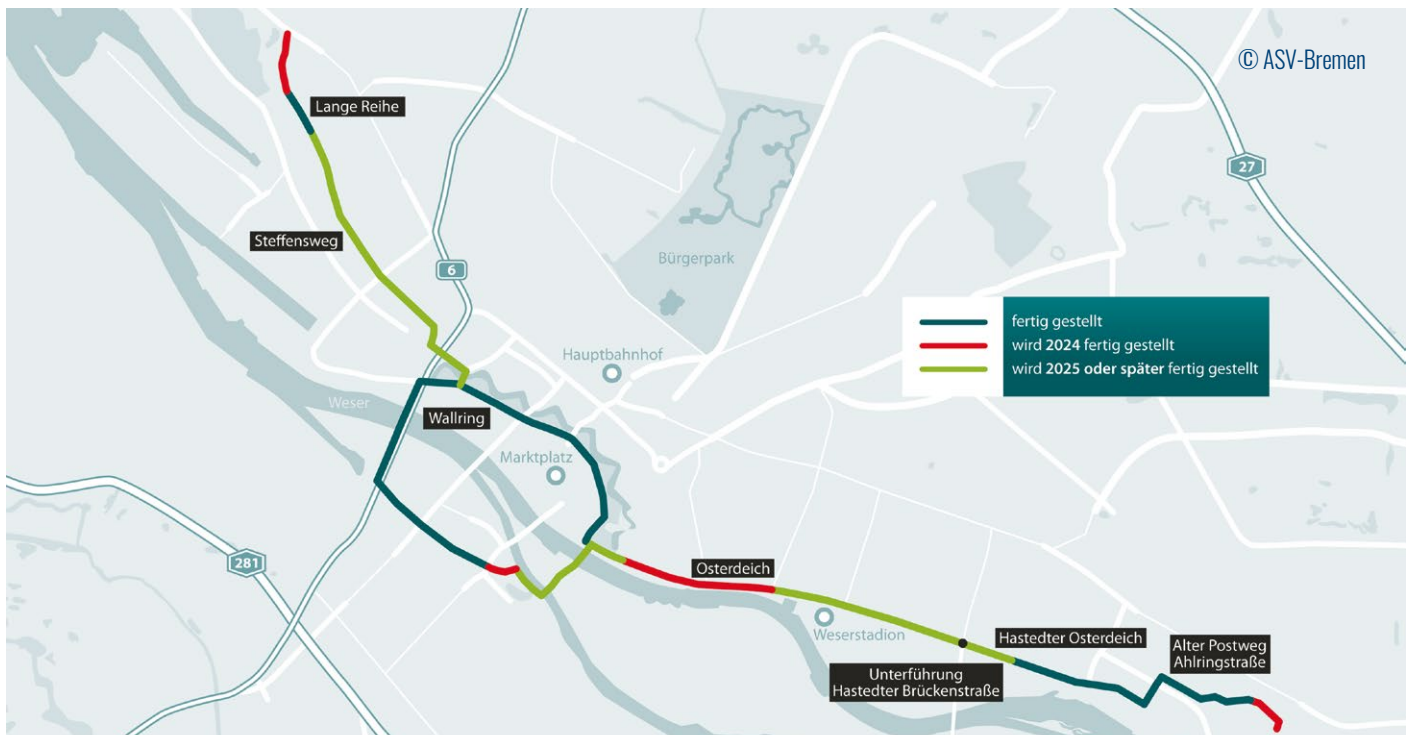 © ASV-Bremen
Lange Reihe
27
Steffensweg
Bürgerpark
6
fertig gestellt
wird 2024 fertig gestellt
wird 2025 oder später fertig gestellt
Hauptbahnhof
Weser
Wallring
Marktplatz
281
Osterdeich
Weserstadion
Hastedter Osterdeich
Alter Postweg
Ahlringstraße
Unterführung
Hastedter Brückenstraße